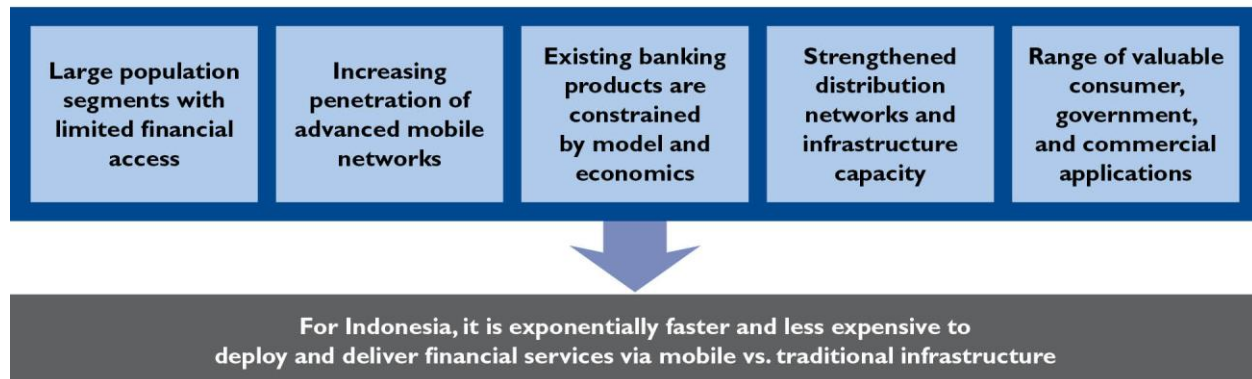 Large population
segments with
limited financial
access
Increasing
penetration of
advanced mobile
networks
Existing banking
products are
constrained
by model and
economics
Strengthened
distribution
networks and
infrastructure
capacity
Range of valuable
consumer,
government,
and commercial
applications
For Indonesia, it is exponentially faster and less expensive to
deploy and deliver financial services via mobile vs. traditional infrastructure